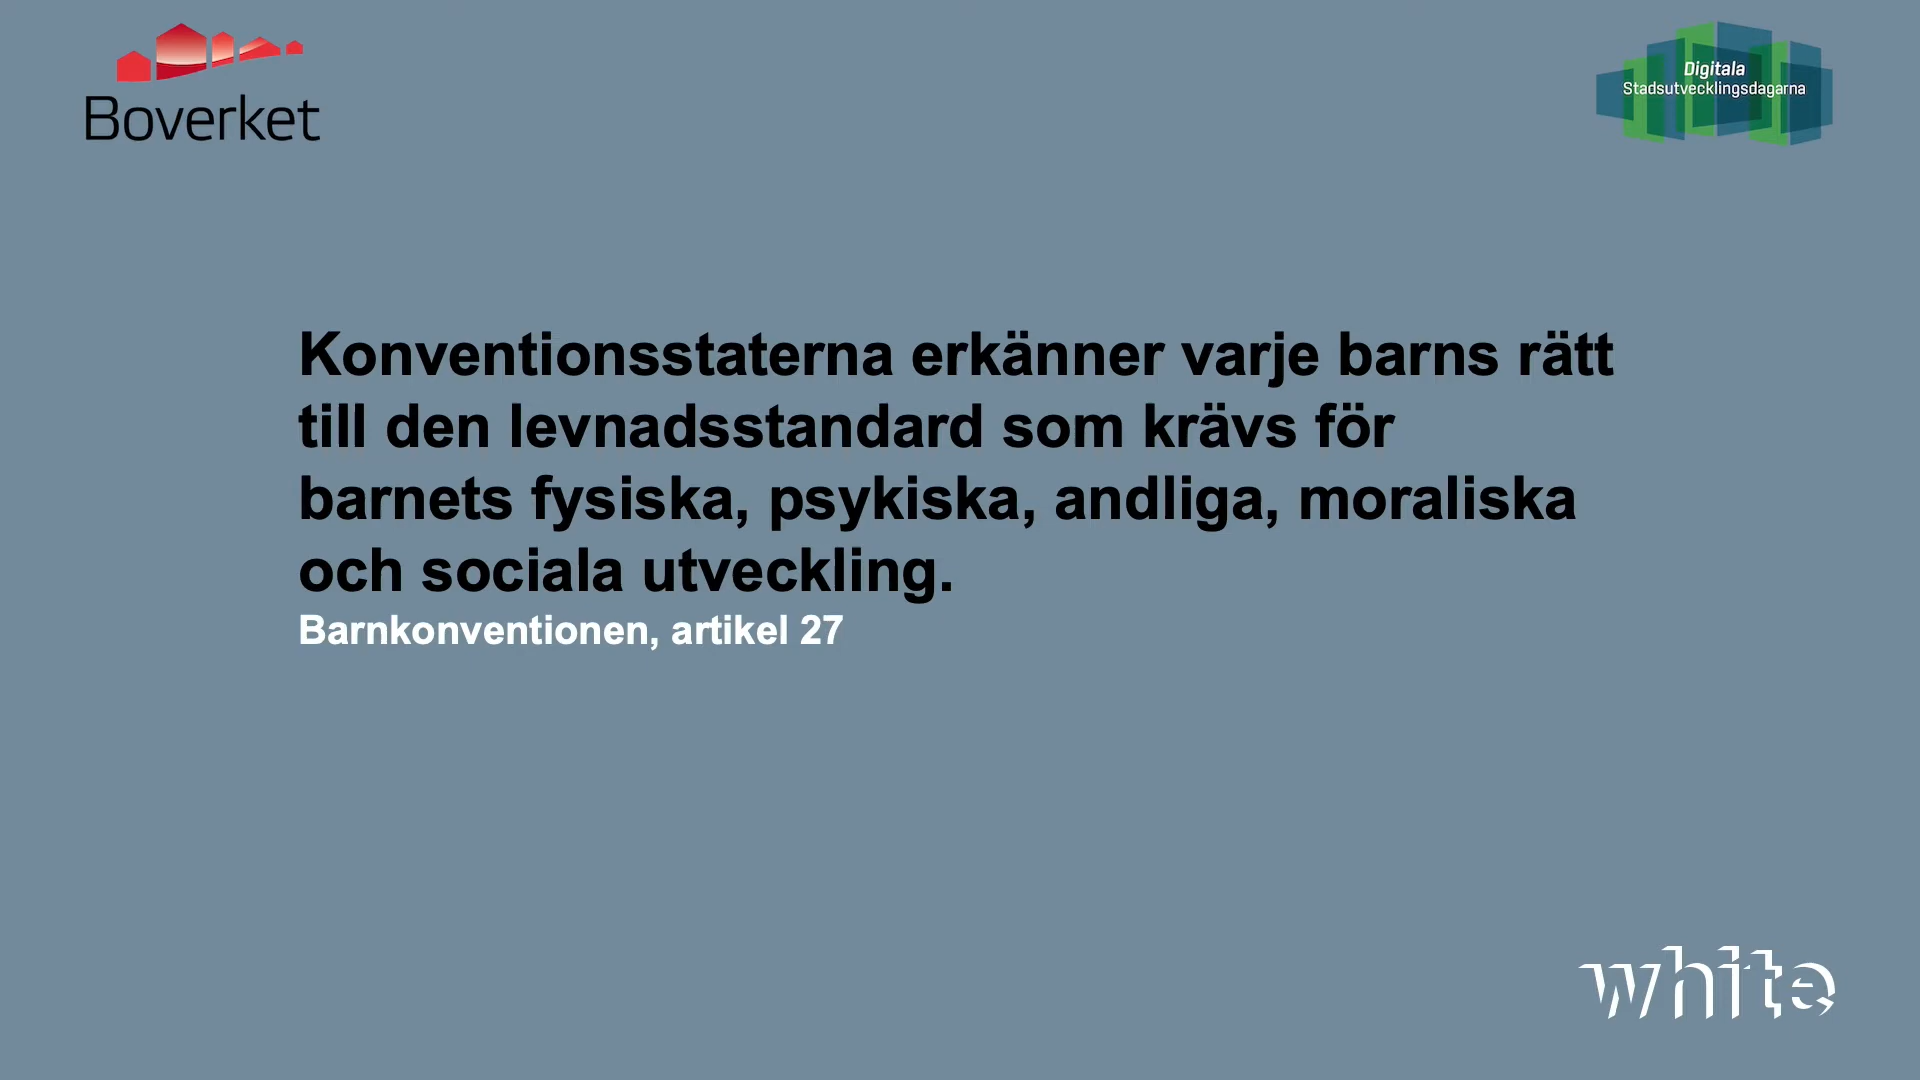 Boverket
Digitala
Stadsutvecklingsdagarna
Konventionsstaterna erkänner varje barns rätt
till den levnadsstandard som krävs för
barnets fysiska, psykiska, andliga, moraliska
och sociala utveckling.
Barnkonventionen, artikel 27
white